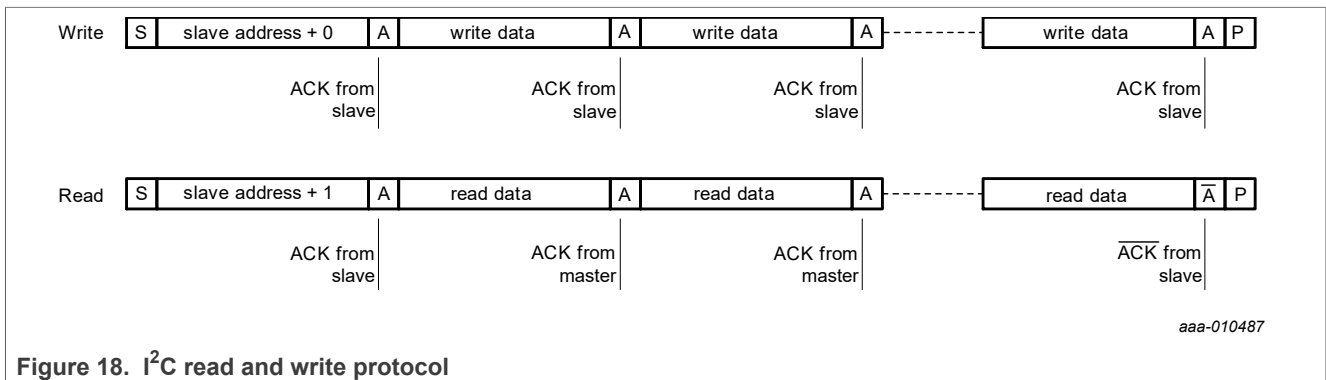 Write S slave address + 0 A write data A write data A write data A P
ACK from slave
ACK from slave
ACK from slave
ACK from slave
Read S slave address + 1 A read data A read data A read data A̅ P
ACK from slave
ACK from master
ACK from master
A̅C̅K̅ from slave
aaa-010487
Figure 18. I²C read and write protocol